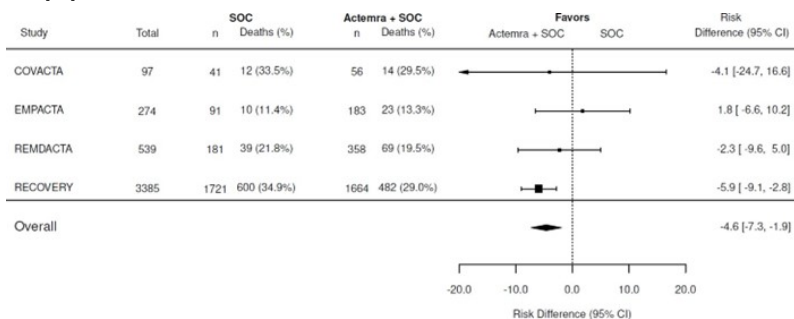 SOC Actemra + SOC Favors Risk
Study Total n Deaths (%) n Deaths (%) Actemra + SOC SOC Difference (95% CI)
COVACTA 97 41 12 (33.5%) 56 14 (29.5%) -4.1 [-24.7, 16.6]
EMPACTA 274 91 10 (11.4%) 183 23 (13.3%) 1.8 [ -6.6, 10.2]
REMDACTA 539 181 39 (21.8%) 358 69 (19.5%) -2.3 [ -9.6, 5.0]
RECOVERY 3385 1721 600 (34.9%) 1664 482 (29.0%) -5.9 [ -9.1, -2.8]
Overall -4.6 [-7.3, -1.9]
-20.0 -10.0 0.0 10.0 20.0
Risk Difference (95% CI)